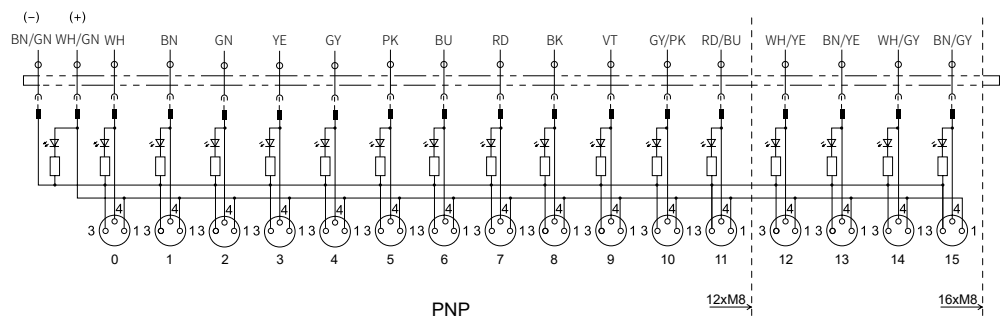 (-) (+)
BN/GN WH/GN WH BN GN YE GY PK BU RD BK VT GY/PK RD/BU WH/YE BN/YE WH/GY BN/GY
4 4 4 4 4 4 4 4 4 4 4 4 4 4 4 4
3 1 3 1 3 1 3 1 3 1 3 1 3 1 3 1 3 1 3 1 3 1 3 1 3 1 3 1 3 1 3 1
0 1 2 3 4 5 6 7 8 9 10 11 12 13 14 15
PNP 12xM8 16xM8